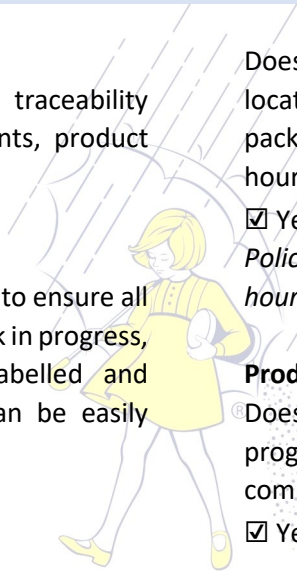 traceability
nts, product
to ensure all
k in progress,
abelled and
an be easily
Does
locat
pack
hour
☑ Ye
Polic
hour
Prod
®
Does
prog
com
☑ Ye